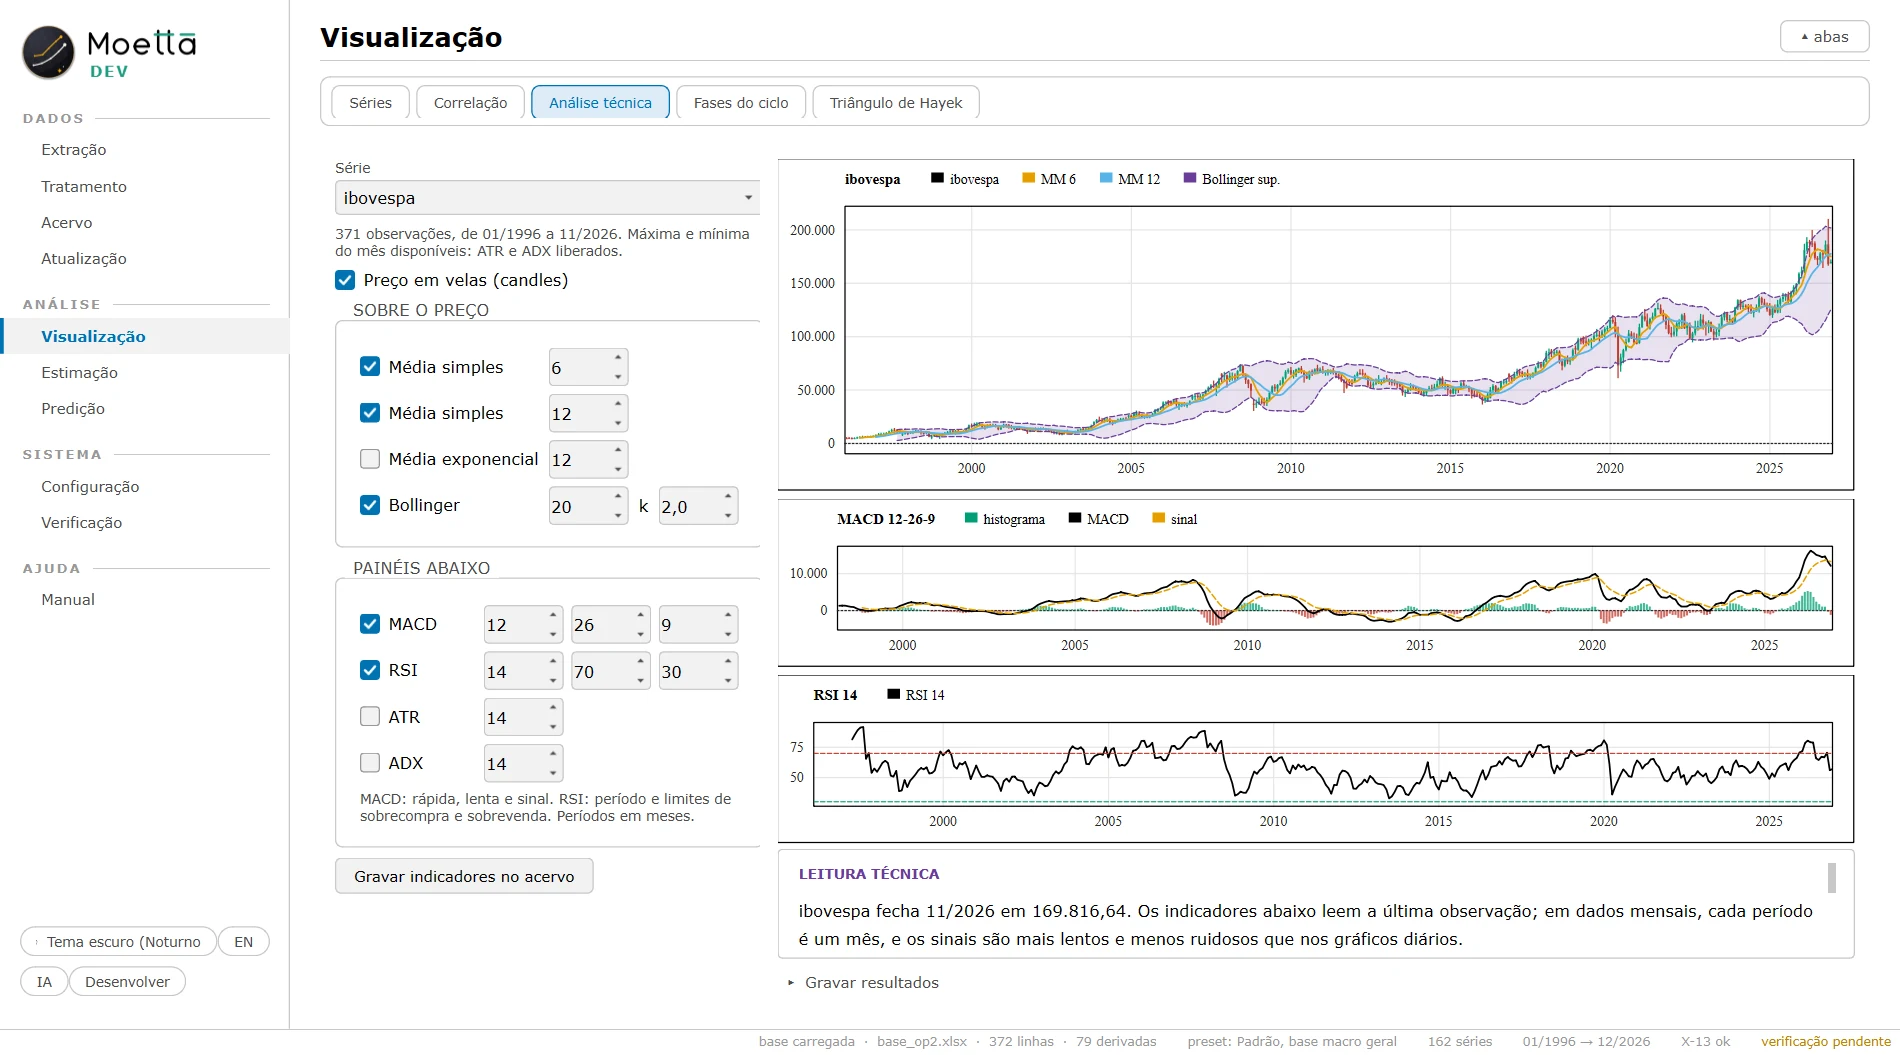 Moetta
DEV
DADOS
Extração
Tratamento
Acervo
Atualização
ANÁLISE
Visualização
Estimação
Predição
SISTEMA
Configuração
Verificação
AJUDA
Manual
Tema escuro (Noturno
EN
IA
Desenvolver
Visualização
▴ abas
Séries
Correlação
Análise técnica
Fases do ciclo
Triângulo de Hayek
Série
ibovespa
371 observações, de 01/1996 a 11/2026. Máxima e mínima
do mês disponíveis: ATR e ADX liberados.
Preço em velas (candles)
SOBRE O PREÇO
Média simples 6
Média simples 12
Média exponencial 12
Bollinger 20 k 2,0
PAINÉIS ABAIXO
MACD 12 26 9
RSI 14 70 30
ATR 14
ADX 14
MACD: rápida, lenta e sinal. RSI: período e limites de
sobrecompra e sobrevenda. Períodos em meses.
Gravar indicadores no acervo
ibovespa ibovespa MM 6 MM 12 Bollinger sup.
200.000
150.000
100.000
50.000
0
2000 2005 2010 2015 2020 2025
MACD 12-26-9 histograma MACD sinal
10.000
0
2000 2005 2010 2015 2020 2025
RSI 14 RSI 14
75
50
2000 2005 2010 2015 2020 2025
LEITURA TÉCNICA
ibovespa fecha 11/2026 em 169.816,64. Os indicadores abaixo leem a última observação; em dados mensais, cada período
é um mês, e os sinais são mais lentos e menos ruidosos que nos gráficos diários.
▸ Gravar resultados
base carregada · base_op2.xlsx · 372 linhas · 79 derivadas preset: Padrão, base macro geral 162 séries 01/1996 → 12/2026 X-13 ok verificação pendente